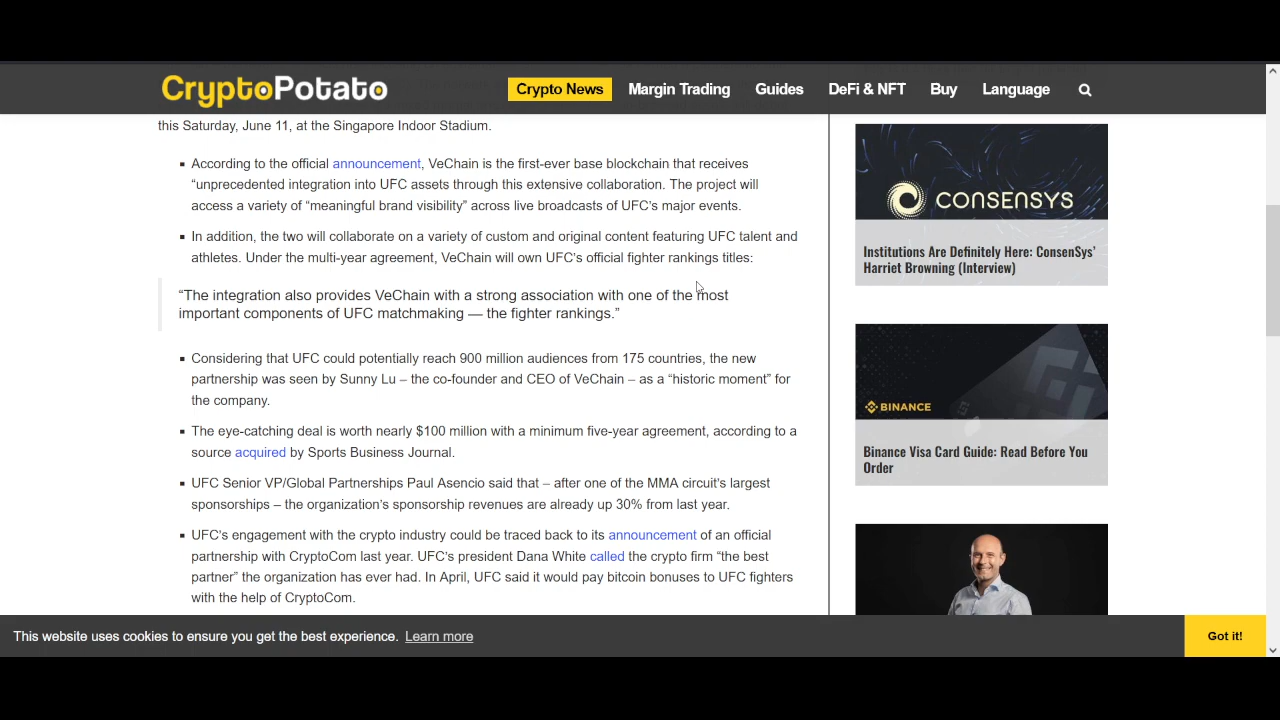 CryptoPotato
Crypto News
Margin Trading
Guides
DeFi & NFT
Buy
Language
this Saturday, June 11, at the Singapore Indoor Stadium.
▪ According to the official announcement, VeChain is the first-ever base blockchain that receives
“unprecedented integration into UFC assets through this extensive collaboration. The project will
access a variety of “meaningful brand visibility” across live broadcasts of UFC’s major events.
▪ In addition, the two will collaborate on a variety of custom and original content featuring UFC talent and
athletes. Under the multi-year agreement, VeChain will own UFC’s official fighter rankings titles:
“The integration also provides VeChain with a strong association with one of the most
important components of UFC matchmaking — the fighter rankings.”
▪ Considering that UFC could potentially reach 900 million audiences from 175 countries, the new
partnership was seen by Sunny Lu – the co-founder and CEO of VeChain – as a “historic moment” for
the company.
▪ The eye-catching deal is worth nearly $100 million with a minimum five-year agreement, according to a
source acquired by Sports Business Journal.
▪ UFC Senior VP/Global Partnerships Paul Asencio said that – after one of the MMA circuit’s largest
sponsorships – the organization’s sponsorship revenues are already up 30% from last year.
▪ UFC’s engagement with the crypto industry could be traced back to its announcement of an official
partnership with CryptoCom last year. UFC’s president Dana White called the crypto firm “the best
partner” the organization has ever had. In April, UFC said it would pay bitcoin bonuses to UFC fighters
with the help of CryptoCom.
CONSENSYS
Institutions Are Definitely Here: ConsenSys’
Harriet Browning (Interview)
BINANCE
Binance Visa Card Guide: Read Before You
Order
This website uses cookies to ensure you get the best experience. Learn more
Got it!